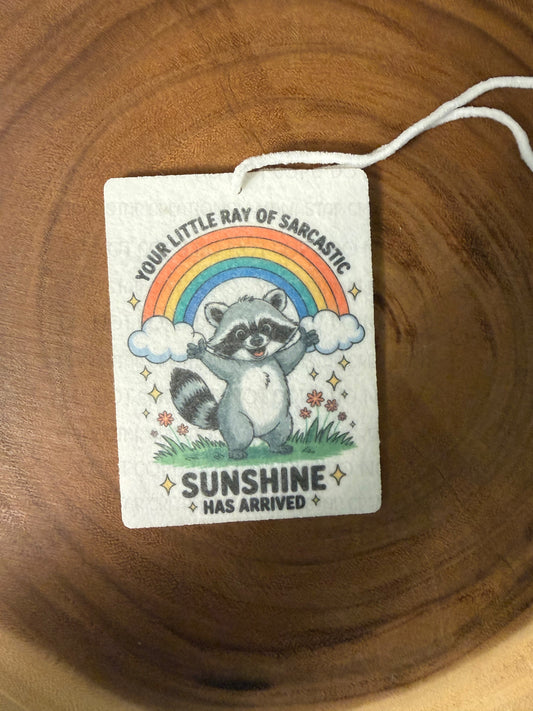 YOUR LITTLE RAY OF SARCASTIC
SUNSHINE
HAS ARRIVED